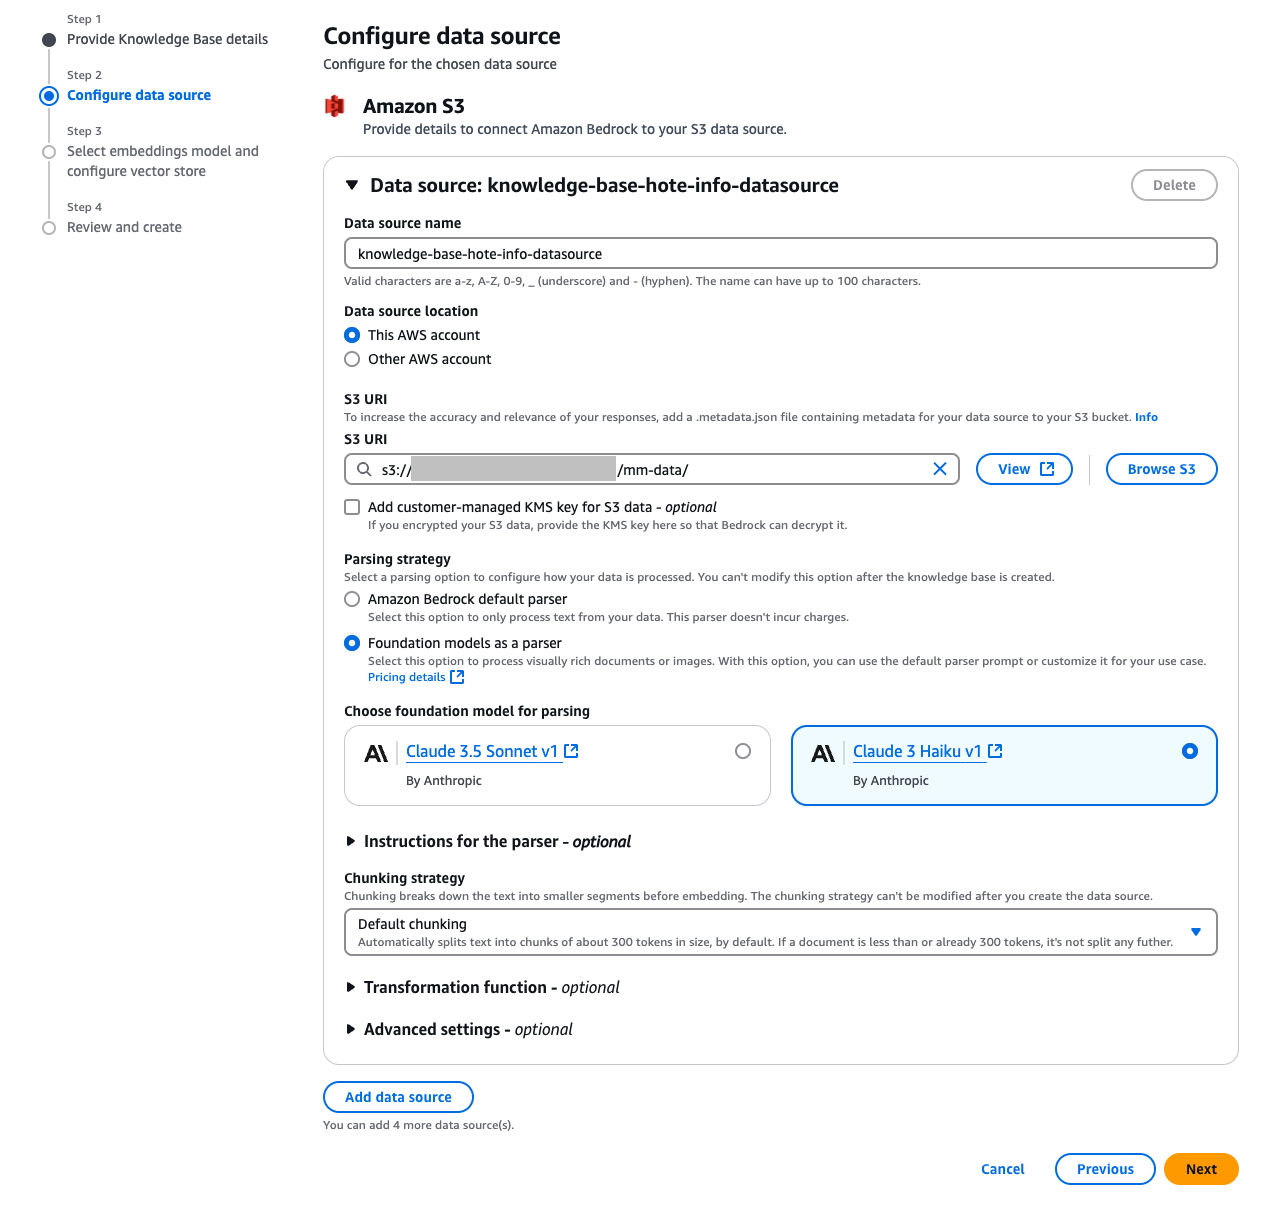 Step 1
Provide Knowledge Base details
Step 2
Configure data source
Step 3
Select embeddings model and
configure vector store
Step 4
Review and create
Configure data source
Configure for the chosen data source
Amazon S3
Provide details to connect Amazon Bedrock to your S3 data source.
Data source: knowledge-base-hote-info-datasource
Delete
Data source name
knowledge-base-hote-info-datasource
Valid characters are a-z, A-Z, 0-9, _ (underscore) and - (hyphen). The name can have up to 100 characters.
Data source location
This AWS account
Other AWS account
S3 URI
To increase the accuracy and relevance of your responses, add a .metadata.json file containing metadata for your data source to your S3 bucket. Info
S3 URI
s3:// /mm-data/
View
Browse S3
Add customer-managed KMS key for S3 data - optional
If you encrypted your S3 data, provide the KMS key here so that Bedrock can decrypt it.
Parsing strategy
Select a parsing option to configure how your data is processed. You can't modify this option after the knowledge base is created.
Amazon Bedrock default parser
Select this option to only process text from your data. This parser doesn't incur charges.
Foundation models as a parser
Select this option to process visually rich documents or images. With this option, you can use the default parser prompt or customize it for your use case.
Pricing details
Choose foundation model for parsing
Claude 3.5 Sonnet v1
By Anthropic
Claude 3 Haiku v1
By Anthropic
Instructions for the parser - optional
Chunking strategy
Chunking breaks down the text into smaller segments before embedding. The chunking strategy can't be modified after you create the data source.
Default chunking
Automatically splits text into chunks of about 300 tokens in size, by default. If a document is less than or already 300 tokens, it's not split any futher.
Transformation function - optional
Advanced settings - optional
Add data source
You can add 4 more data source(s).
Cancel
Previous
Next